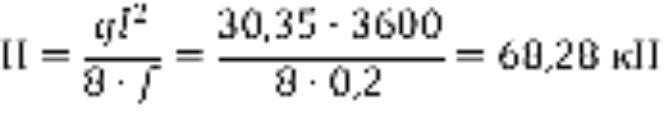 H = ql² / 8 · f = 30,35 · 3600 / 8 · 0,2 = 68,28 кН